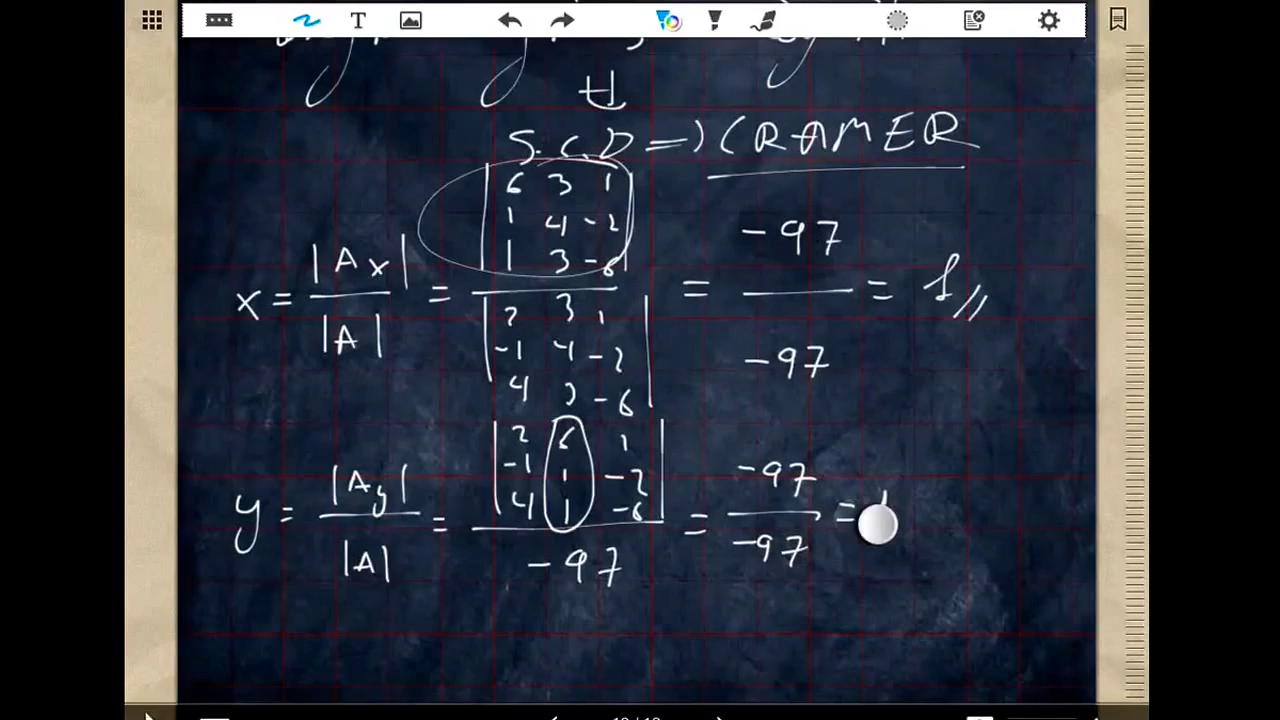 T
S.C.D => CRAMER
x = |Ax| / |A| = |6 3 1
1 4 -2
1 3 -6| / |2 3 1
-1 4 -2
4 3 -6| = -97 / -97 = 1 //
y = |Ay| / |A| = |2 6 1
-1 1 -2
4 1 -6| / -97 = -97 / -97 = 1